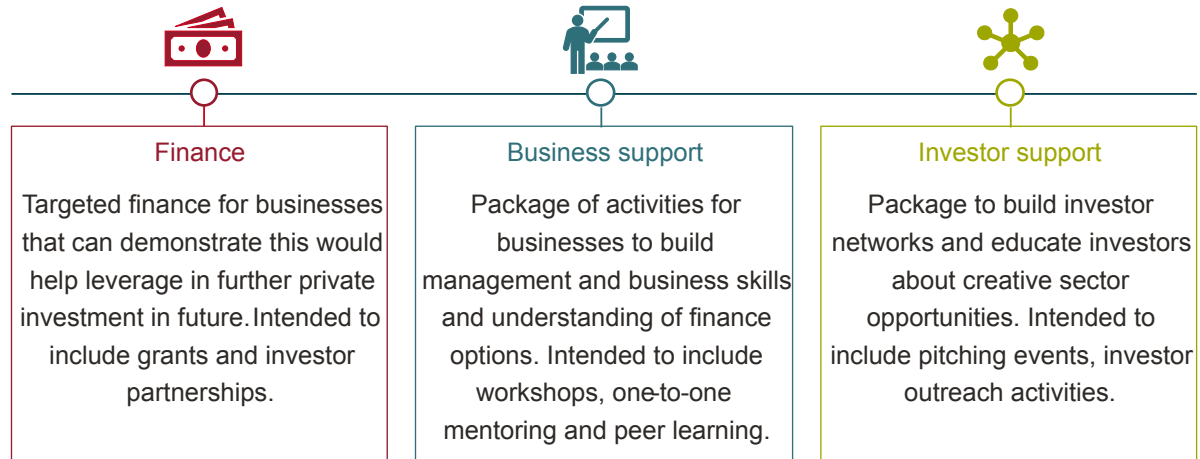 Finance
Targeted finance for businesses
that can demonstrate this would
help leverage in further private
investment in future. Intended to
include grants and investor
partnerships.
Business support
Package of activities for
businesses to build
management and business skills
and understanding of finance
options. Intended to include
workshops, one-to-one
mentoring and peer learning.
Investor support
Package to build investor
networks and educate investors
about creative sector
opportunities. Intended to
include pitching events, investor
outreach activities.